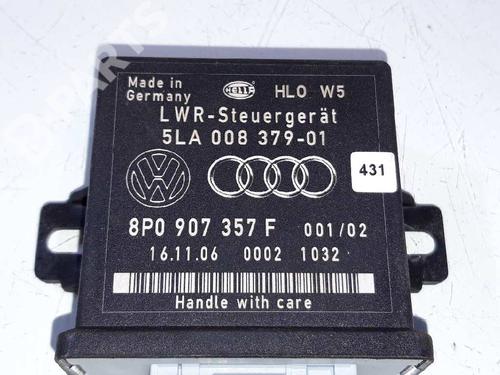 Made in
Germany
HELLA
HLO W5
LWR-Steuergerät
5LA 008 379-01
431
8P0 907 357 F 001/02
16.11.06 0002 1032
Handle with care